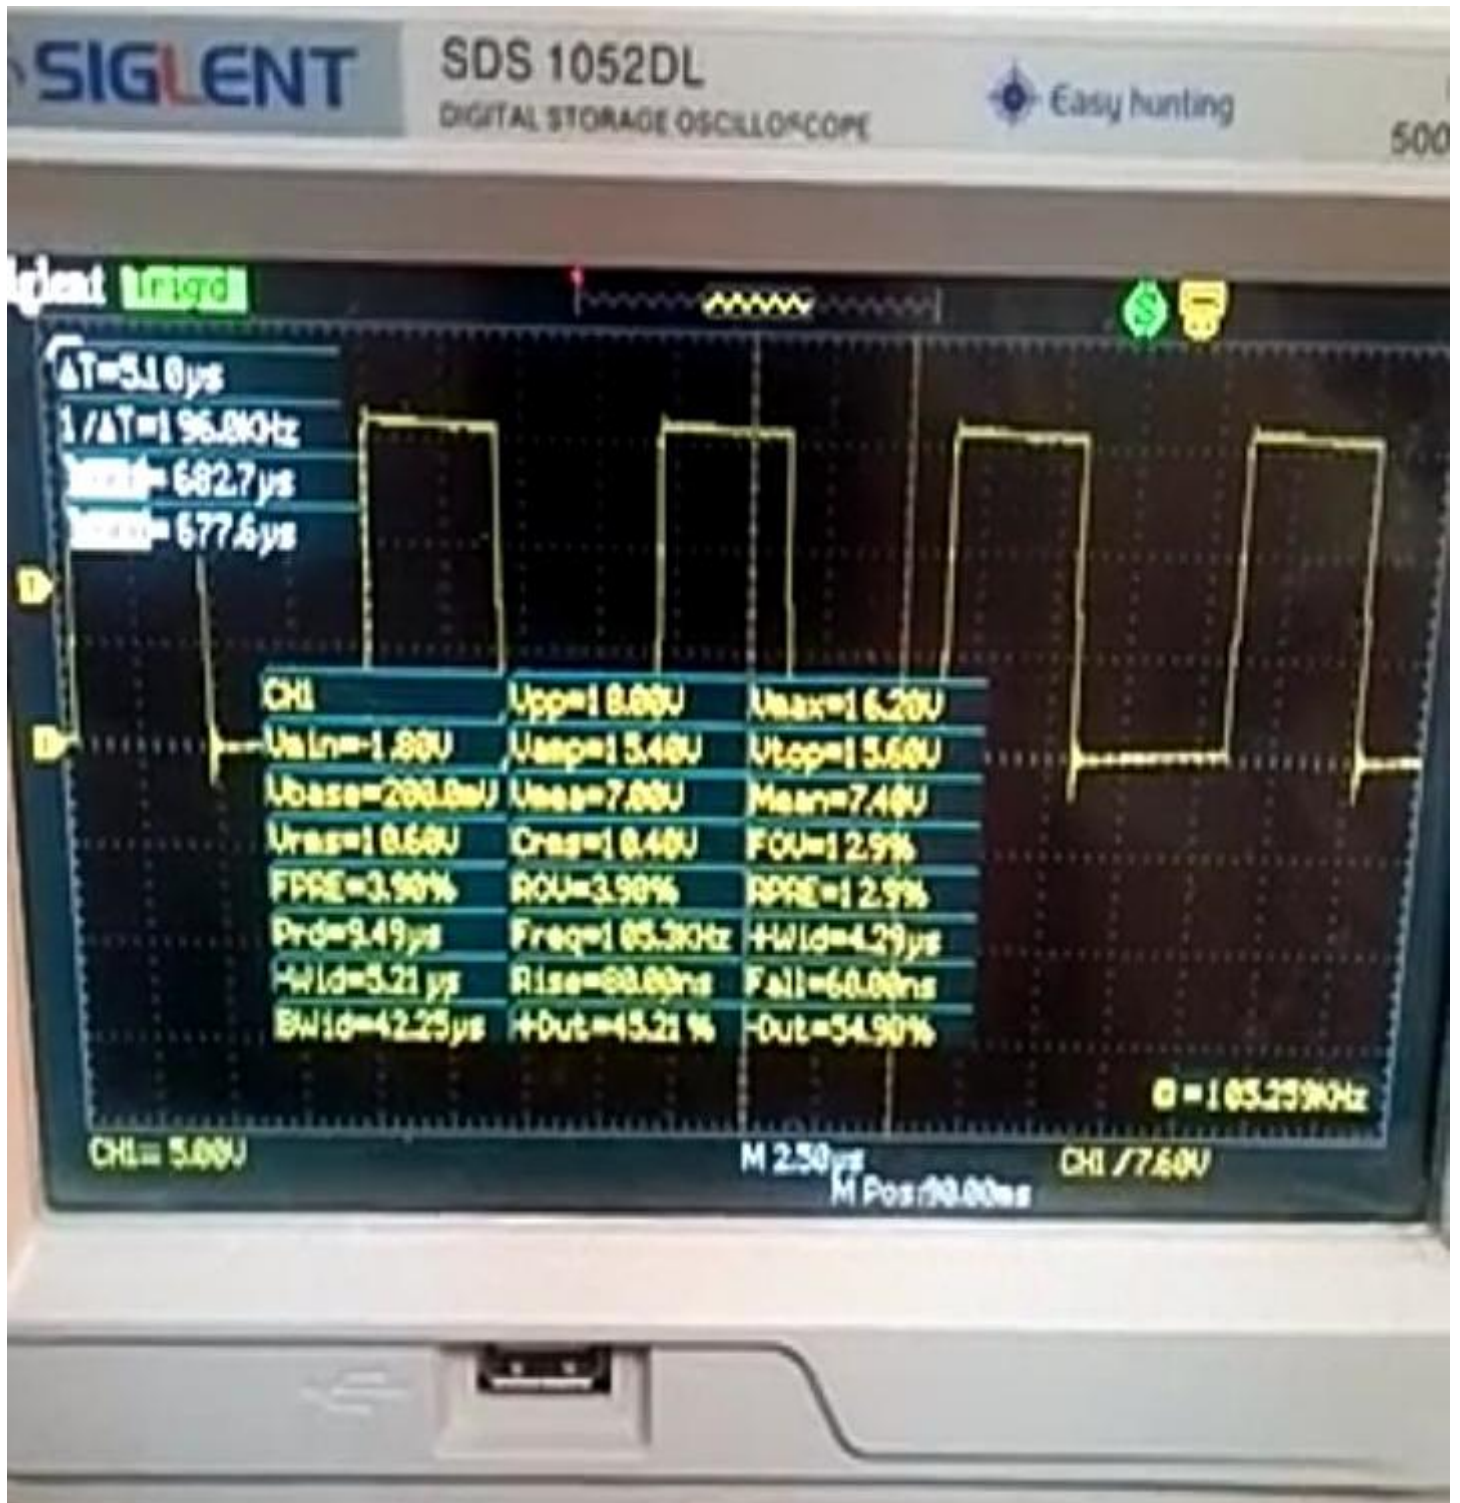 SIGLENT
SDS 1052DL
DIGITAL STORAGE OSCILLOSCOPE
Easy hunting
500
iglent Trig'd
ΔT=5.10µs
1/ΔT=196.0KHz
= 682.7µs
= 677.6µs
CH1 Vpp=18.00V Vmax=16.20V
Vmin=-1.80V Vamp=15.40V Vtop=15.60V
Vbase=200.0mV Vmea=7.00V Mean=7.40V
Vrms=10.60V Crms=10.40V FOV=12.9%
FPRE=3.90% ROV=3.90% RPRE=12.9%
Prd=9.49µs Freq=105.3KHz +Wid=4.29µs
-Wid=5.21µs Rise=80.00ns Fall=60.00ns
BWid=42.25µs +Dut=45.21% -Dut=54.90%
=105.259KHz
CH1 5.00V M 2.50µs CH1 /7.60V
M Pos: